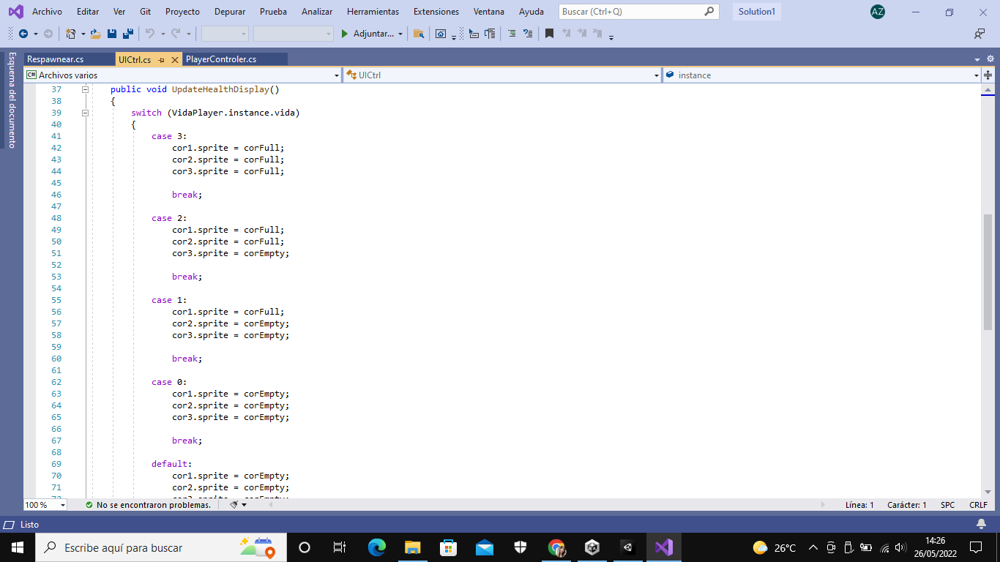 Archivo Editar Ver Git Proyecto Depurar Prueba Analizar Herramientas Extensiones Ventana Ayuda Buscar (Ctrl+Q) Solution1 AZ
Adjuntar...
Respawnear.cs UICtrl.cs PlayerControler.cs
Esquema del documento
C# Archivos varios UICtrl instance
37 public void UpdateHealthDisplay()
38 {
39 switch (VidaPlayer.instance.vida)
40 {
41 case 3:
42 cor1.sprite = corFull;
43 cor2.sprite = corFull;
44 cor3.sprite = corFull;
45
46 break;
47
48 case 2:
49 cor1.sprite = corFull;
50 cor2.sprite = corFull;
51 cor3.sprite = corEmpty;
52
53 break;
54
55 case 1:
56 cor1.sprite = corFull;
57 cor2.sprite = corEmpty;
58 cor3.sprite = corEmpty;
59
60 break;
61
62 case 0:
63 cor1.sprite = corEmpty;
64 cor2.sprite = corEmpty;
65 cor3.sprite = corEmpty;
66
67 break;
68
69 default:
70 cor1.sprite = corEmpty;
71 cor2.sprite = corEmpty;
100 % No se encontraron problemas. Línea: 1 Carácter: 1 SPC CRLF
Listo
Escribe aquí para buscar 26°C 14:26
26/05/2022